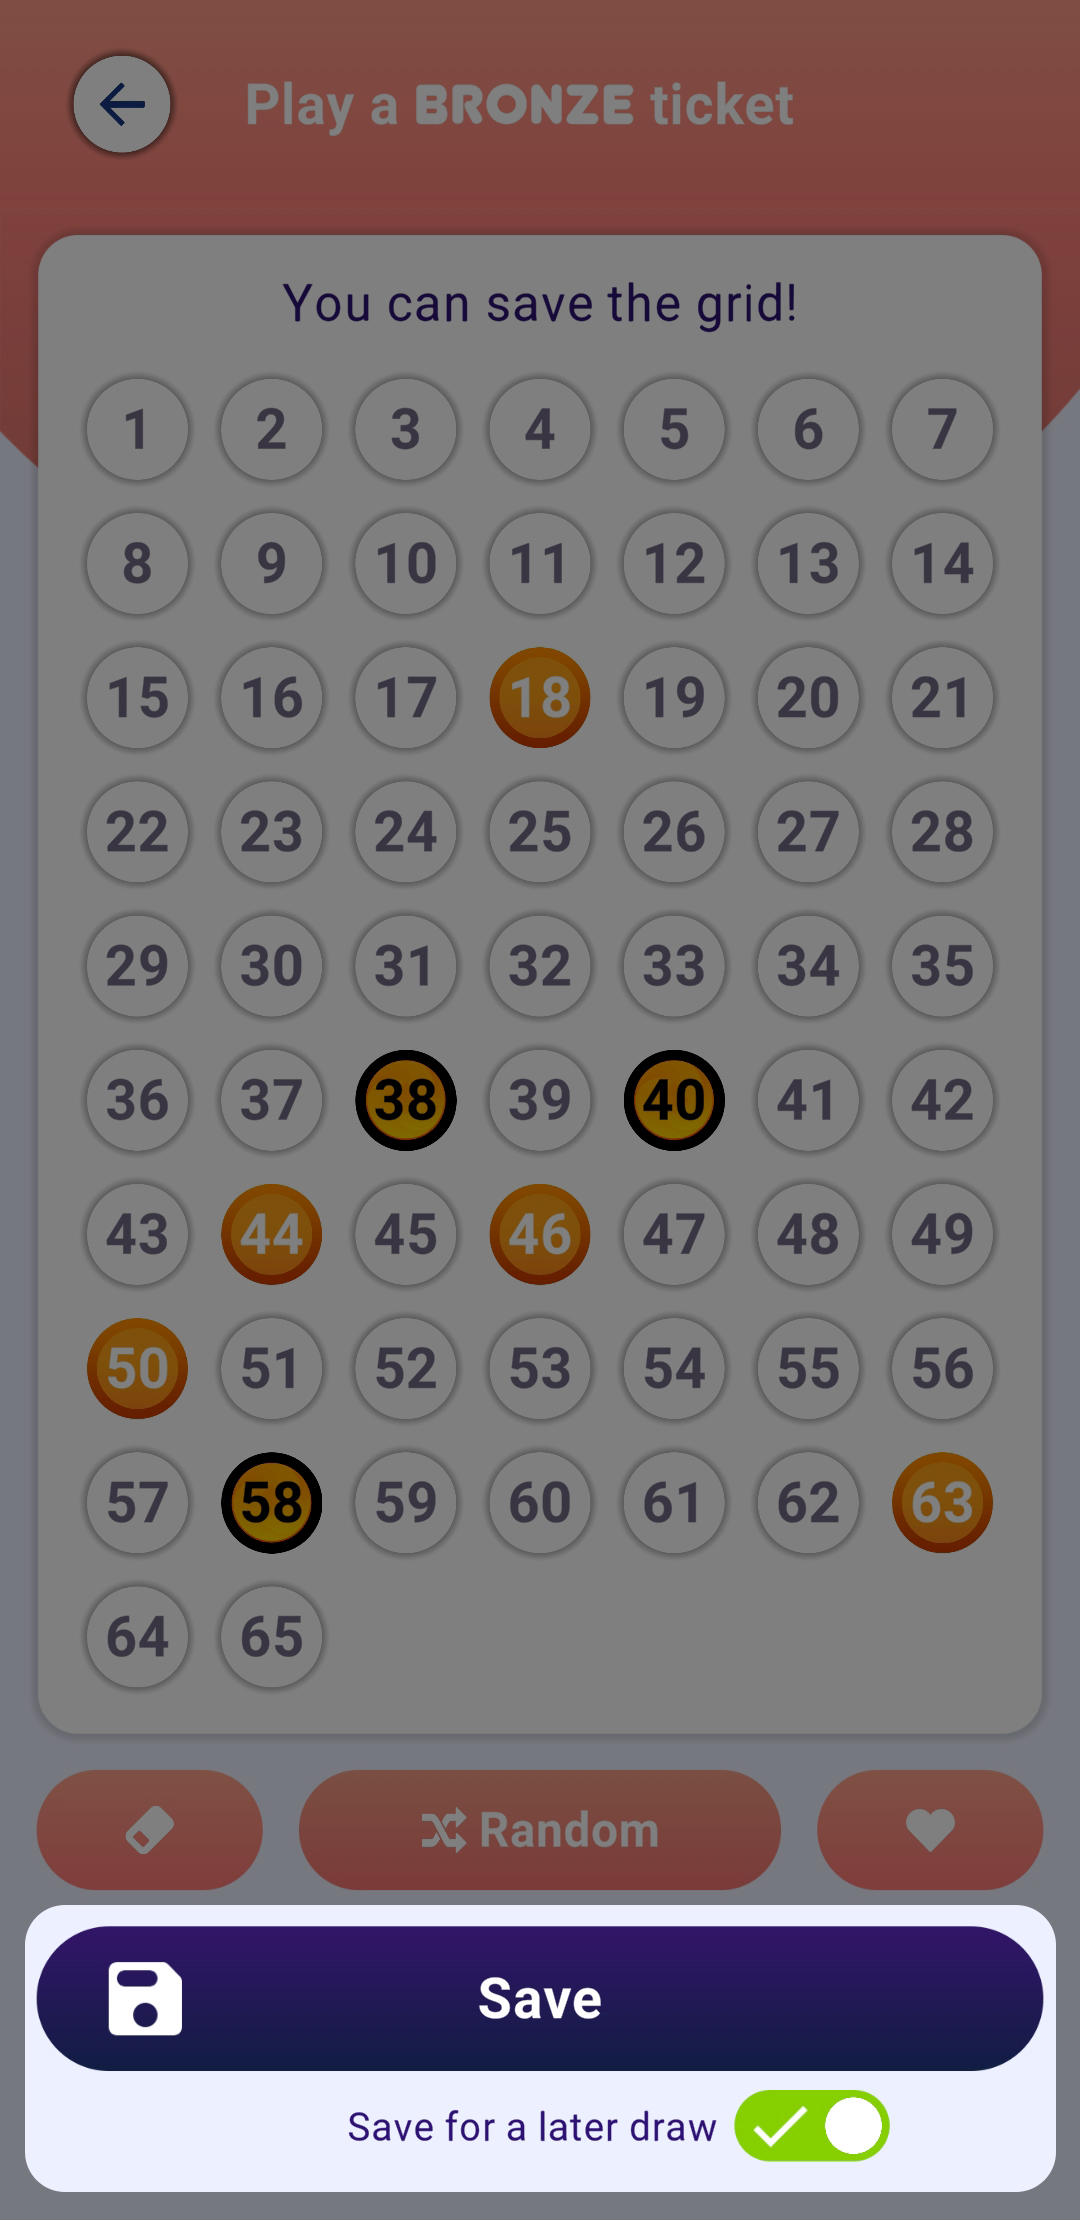 Play a BRONZE ticket
You can save the grid!
1 2 3 4 5 6 7
8 9 10 11 12 13 14
15 16 17 18 19 20 21
22 23 24 25 26 27 28
29 30 31 32 33 34 35
36 37 38 39 40 41 42
43 44 45 46 47 48 49
50 51 52 53 54 55 56
57 58 59 60 61 62 63
64 65
Random
Save
Save for a later draw